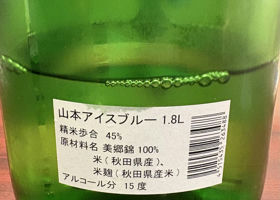 山本アイスブルー 1.8L
精米歩合 45%
原材料名 美郷錦 100%
米(秋田県産)、
米麹(秋田県産米)
アルコール分 15度